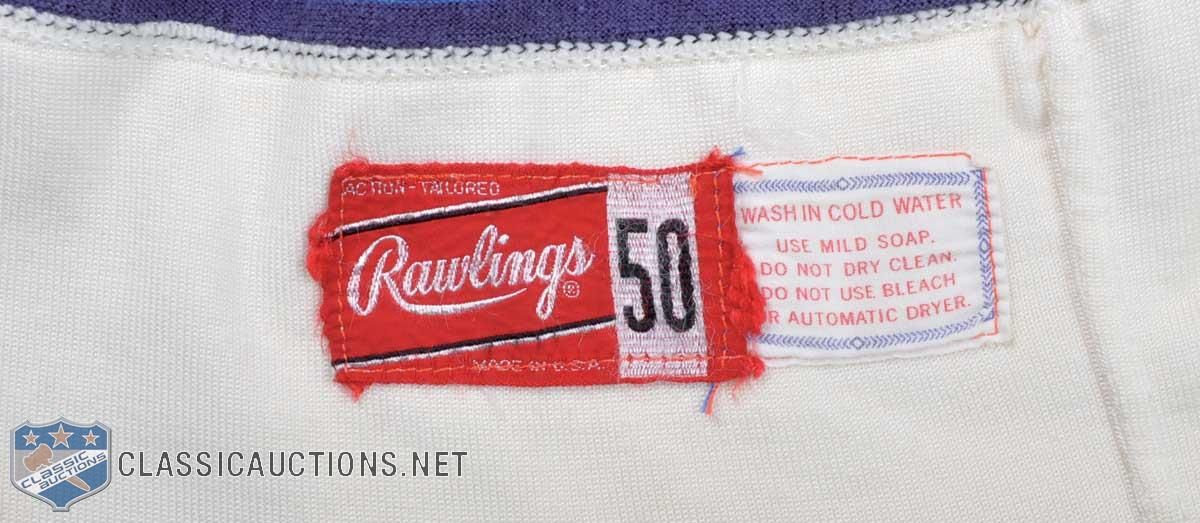 ACTION-TAILORED
Rawlings®
50
MADE IN U.S.A.
WASH IN COLD WATER
USE MILD SOAP.
DO NOT DRY CLEAN.
DO NOT USE BLEACH
R AUTOMATIC DRYER.
CLASSIC
AUCTIONS
CLASSICAUCTIONS.NET